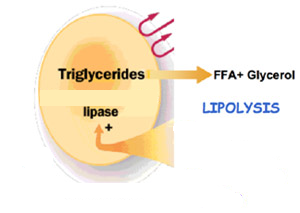 Triglycerides
FFA+ Glycerol
LIPOLYSIS
lipase
+